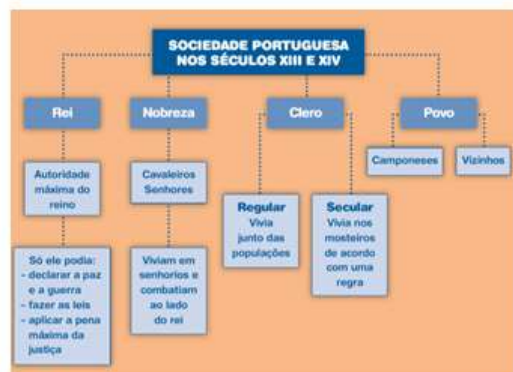 SOCIEDADE PORTUGUESA
NOS SÉCULOS XIII E XIV
Rei
Nobreza
Clero
Povo
Autoridade
máxima do
reino
Cavaleiros
Senhores
Camponeses
Vizinhos
Regular
Vivia
junto das
populações
Secular
Vivia nos
mosteiros
de acordo
com uma
regra
Só ele podia:
- declarar a paz
e a guerra
- fazer as leis
- aplicar a pena
máxima da
justiça
Viviam em
senhorios e
combatiam
ao lado
do rei